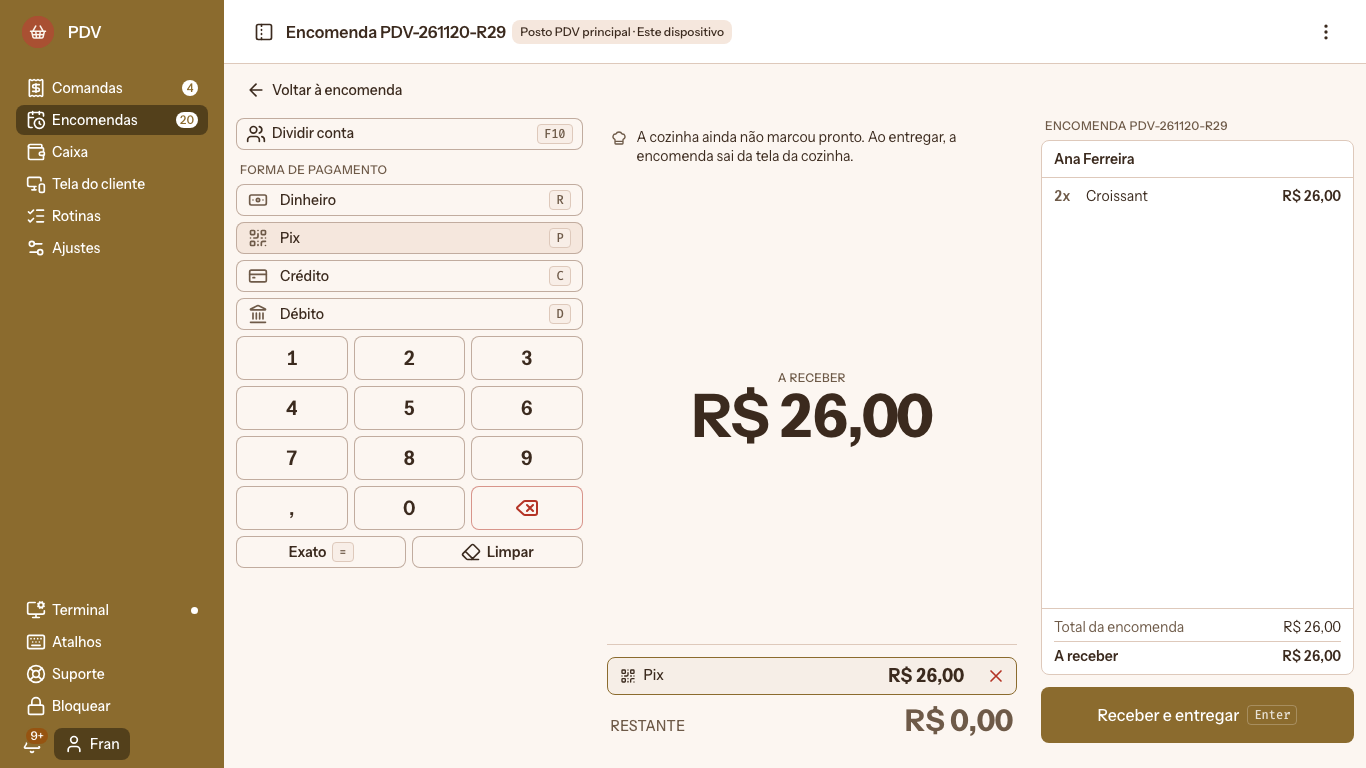 PDV
Comandas 4
Encomendas 20
Caixa
Tela do cliente
Rotinas
Ajustes
Terminal
Atalhos
Suporte
Bloquear
9+
Fran
Encomenda PDV-261120-R29
Posto PDV principal · Este dispositivo
Voltar à encomenda
Dividir conta F10
FORMA DE PAGAMENTO
Dinheiro R
Pix P
Crédito C
Débito D
1 2 3
4 5 6
7 8 9
, 0
Exato =
Limpar
A cozinha ainda não marcou pronto. Ao entregar, a
encomenda sai da tela da cozinha.
A RECEBER
R$ 26,00
Pix R$ 26,00
RESTANTE R$ 0,00
ENCOMENDA PDV-261120-R29
Ana Ferreira
2x Croissant R$ 26,00
Total da encomenda R$ 26,00
A receber R$ 26,00
Receber e entregar Enter